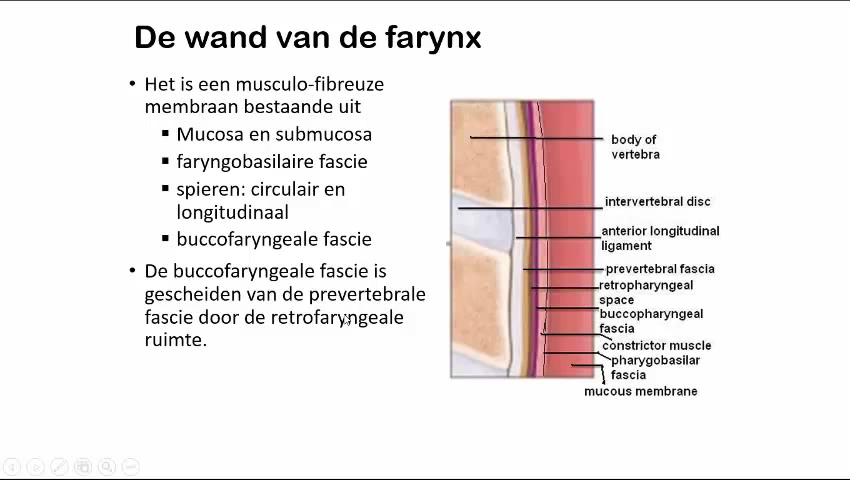 De wand van de farynx
• Het is een musculo-fibreuze
membraan bestaande uit
▪ Mucosa en submucosa
▪ faryngobasilaire fascie
▪ spieren: circulair en
longitudinaal
▪ buccofaryngeale fascie
• De buccofaryngeale fascie is
gescheiden van de prevertebrale
fascie door de retrofaryngeale
ruimte.
body of
vertebra
intervertebral disc
anterior longitudinal
ligament
prevertebral fascia
retropharyngeal
space
buccopharyngeal
fascia
constrictor muscle
pharygobasilar
fascia
mucous membrane